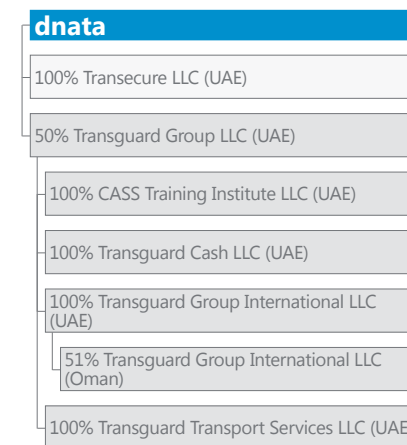 dnata
100% Transecure LLC (UAE)
50% Transguard Group LLC (UAE)
100% CASS Training Institute LLC (UAE)
100% Transguard Cash LLC (UAE)
100% Transguard Group International LLC
(UAE)
51% Transguard Group International LLC
(Oman)
100% Transguard Transport Services LLC (UAE